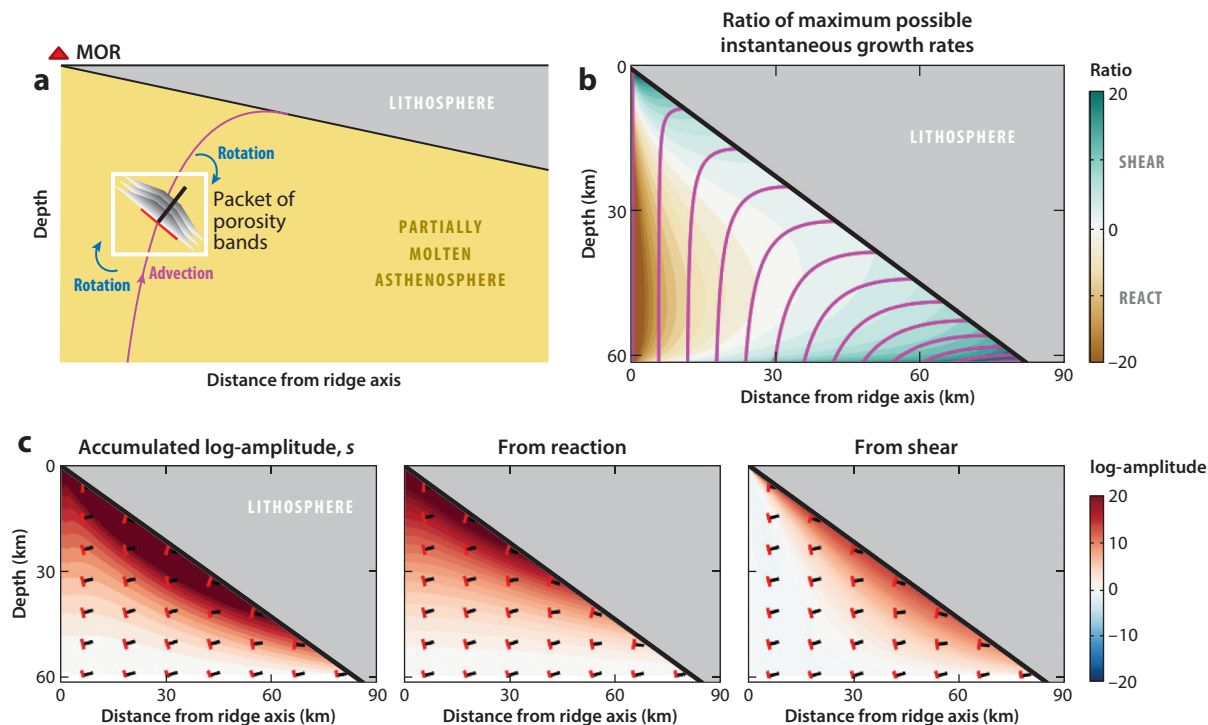 MOR
a
LITHOSPHERE
Rotation
Packet of
porosity
bands
Rotation
Advection
PARTIALLY
MOLTEN
ASTHENOSPHERE
Depth
Distance from ridge axis
Ratio of maximum possible
instantaneous growth rates
b
0
30
60
Depth (km)
LITHOSPHERE
0
30
60
90
Distance from ridge axis (km)
Ratio
20
SHEAR
0
REACT
–20
c
Accumulated log-amplitude, s
0
30
60
Depth (km)
LITHOSPHERE
0
30
60
90
Distance from ridge axis (km)
From reaction
0
30
60
90
Distance from ridge axis (km)
From shear
0
30
60
90
Distance from ridge axis (km)
log-amplitude
20
10
0
–10
–20